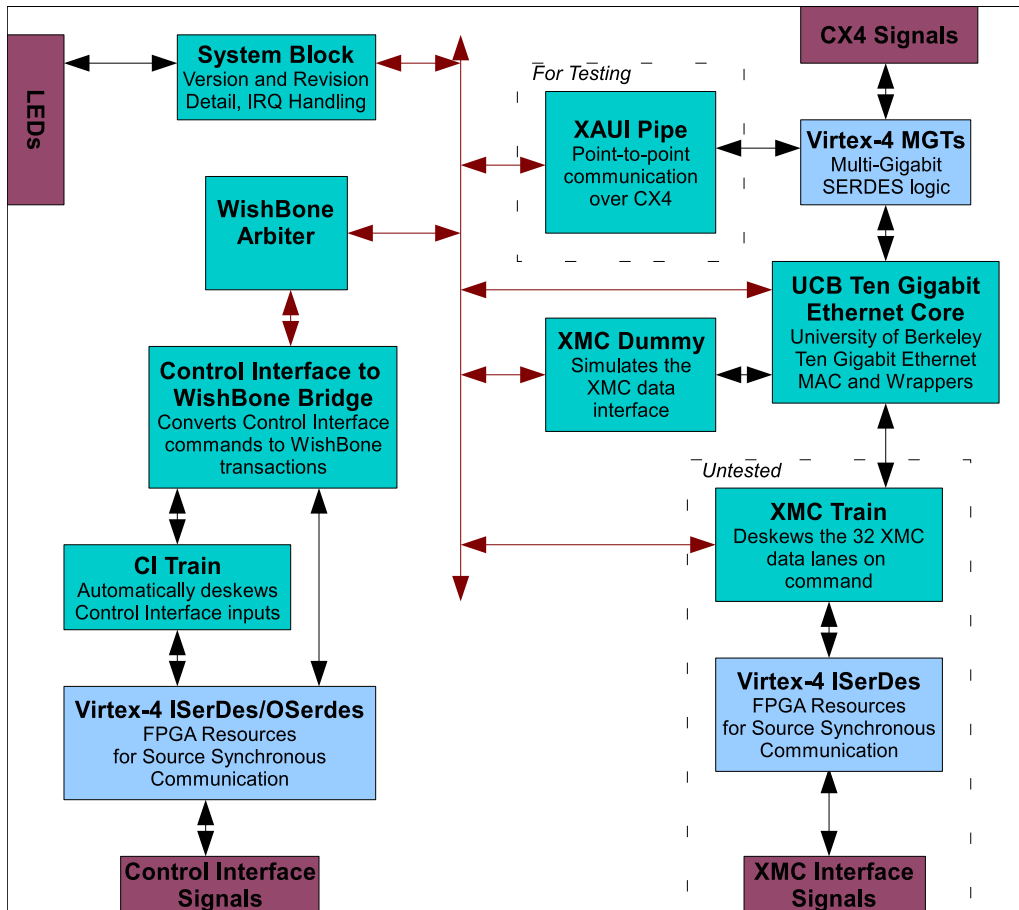 LEDs
System Block
Version and Revision
Detail, IRQ Handling
CX4 Signals
For Testing
XAUI Pipe
Point-to-point
communication
over CX4
Virtex-4 MGTs
Multi-Gigabit
SERDES logic
WishBone
Arbiter
UCB Ten Gigabit
Ethernet Core
University of Berkeley
Ten Gigabit Ethernet
MAC and Wrappers
XMC Dummy
Simulates the
XMC data
interface
Control Interface to
WishBone Bridge
Converts Control Interface
commands to WishBone
transactions
Untested
XMC Train
Deskews the 32 XMC
data lanes on
command
CI Train
Automatically deskews
Control Interface inputs
Virtex-4 ISerDes/OSerdes
FPGA Resources
for Source Synchronous
Communication
Virtex-4 ISerDes
FPGA Resources
for Source Synchronous
Communication
Control Interface
Signals
XMC Interface
Signals